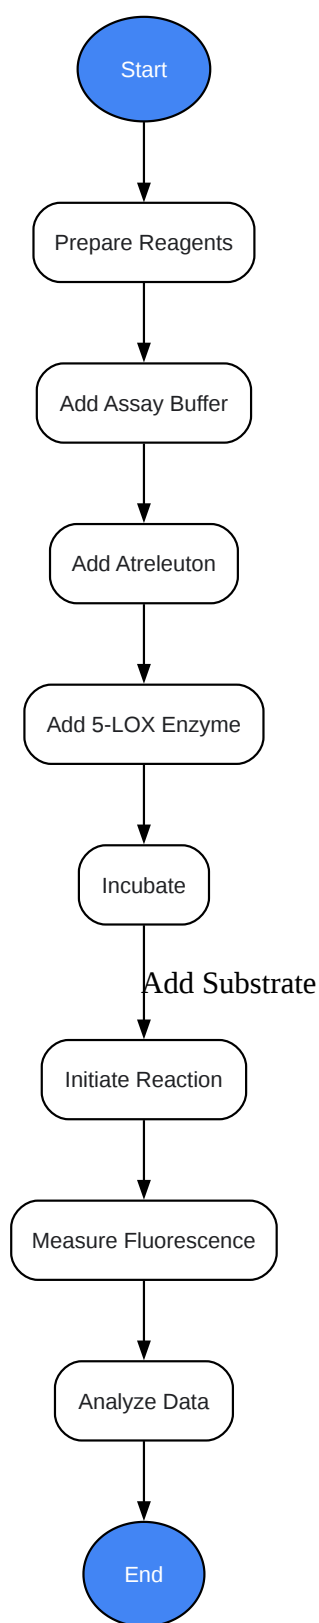 Start
Prepare Reagents
Add Assay Buffer
Add Atreleuton
Add 5-LOX Enzyme
Incubate
Add Substrate
Initiate Reaction
Measure Fluorescence
Analyze Data
End